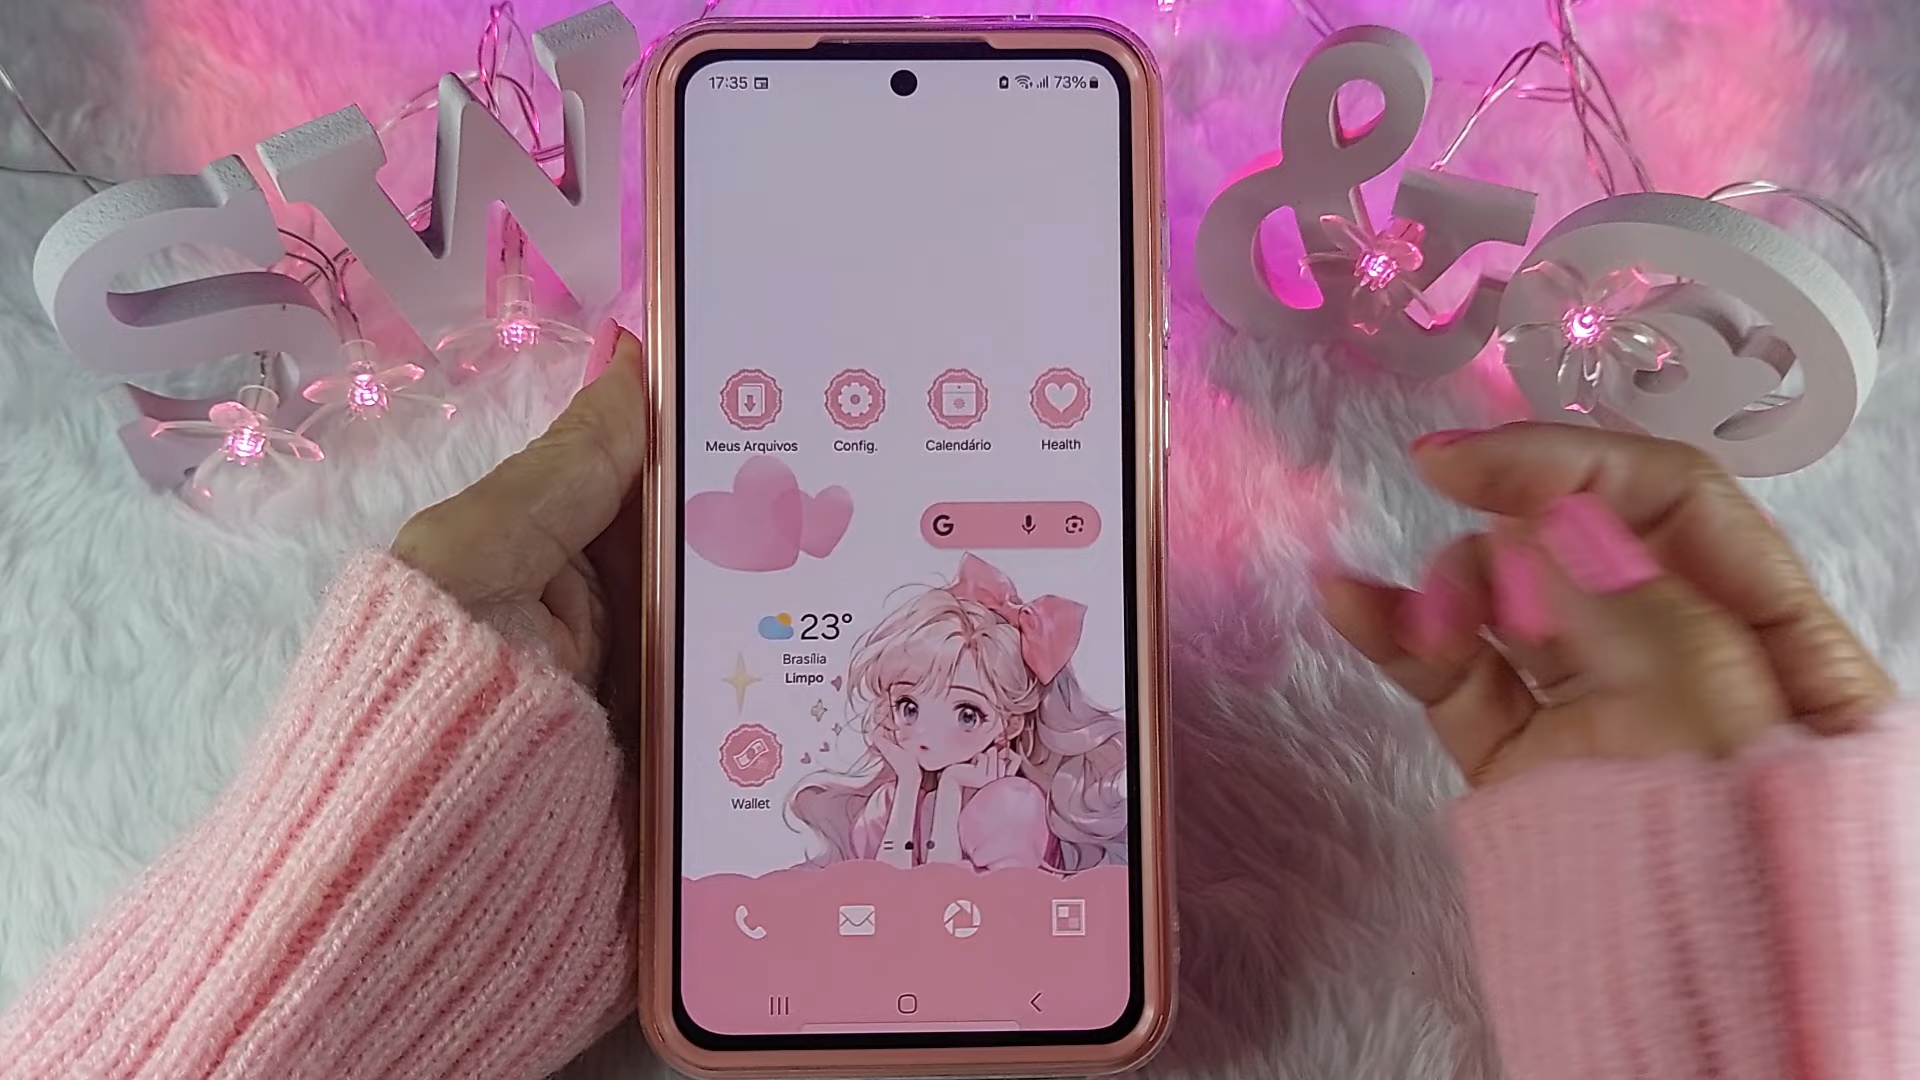 SW
&
17:35
73%
Meus Arquivos
Config.
Calendário
Health
G
23°
Brasília
Limpo
Wallet